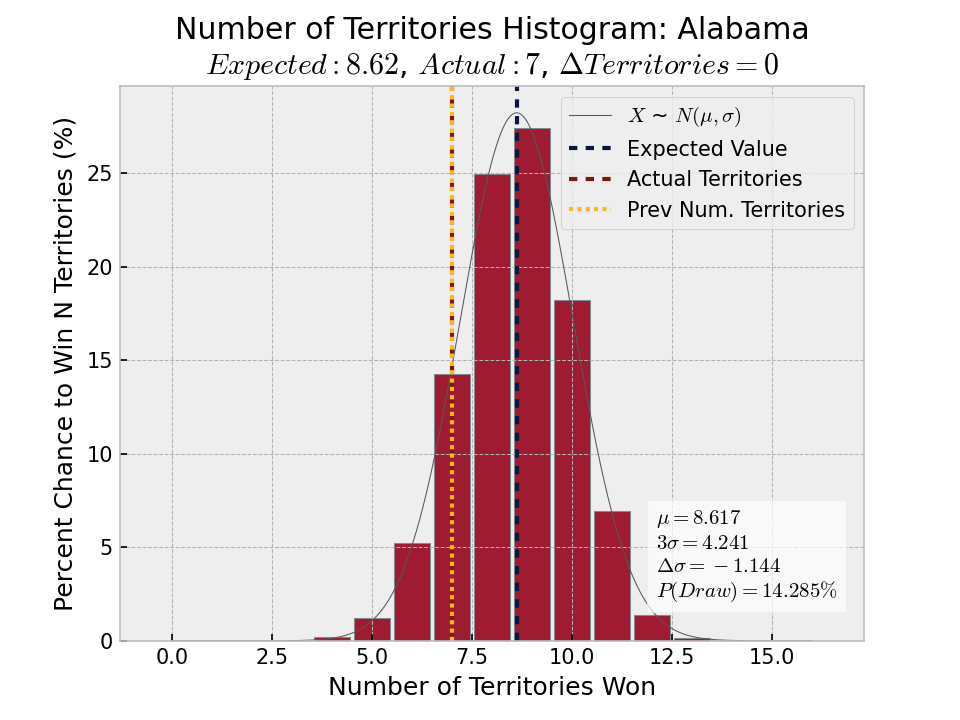 Number of Territories Histogram: Alabama
Expected: 8.62, Actual: 7, ΔTerritories = 0
X ~ N(μ, σ)
Expected Value
Actual Territories
Prev Num. Territories
Percent Chance to Win N Territories (%)
25
20
15
10
5
0
μ = 8.617
3σ = 4.241
Δσ = −1.144
P(Draw) = 14.285%
0.0 2.5 5.0 7.5 10.0 12.5 15.0
Number of Territories Won